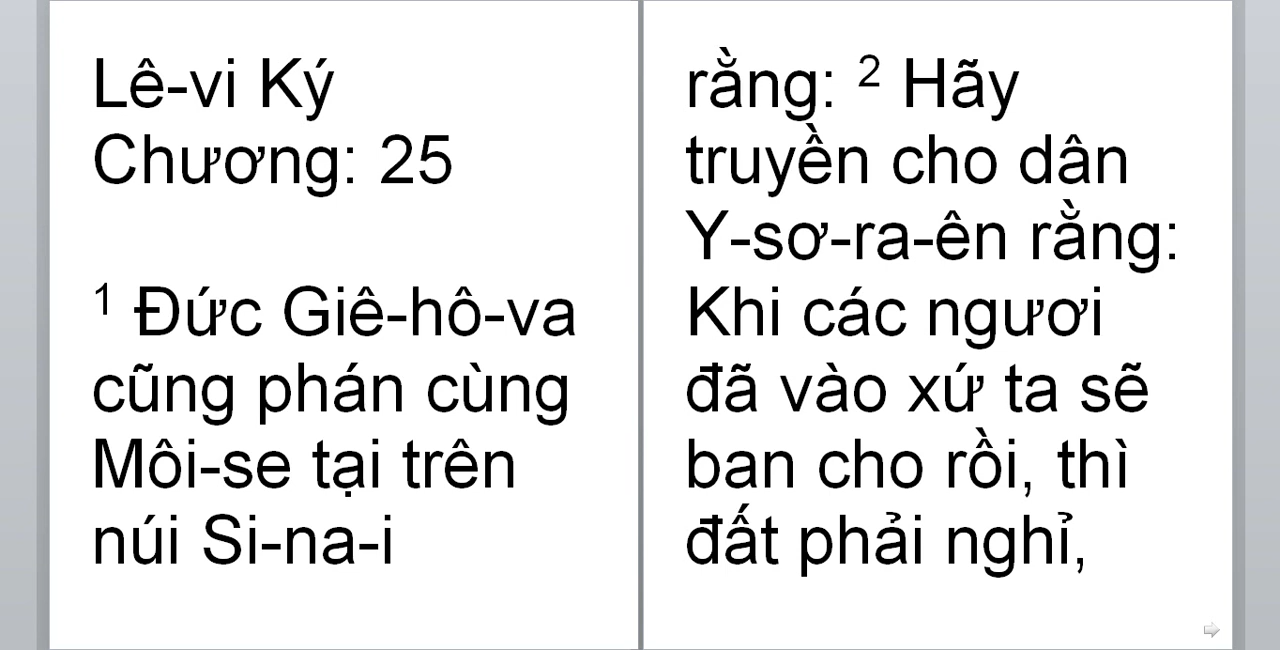 Lê-vi Ký
Chương: 25
1 Đức Giê-hô-va
cũng phán cùng
Môi-se tại trên
núi Si-na-i
rằng: 2 Hãy
truyền cho dân
Y-sơ-ra-ên rằng:
Khi các ngươi
đã vào xứ ta sẽ
ban cho rồi, thì
đất phải nghỉ,